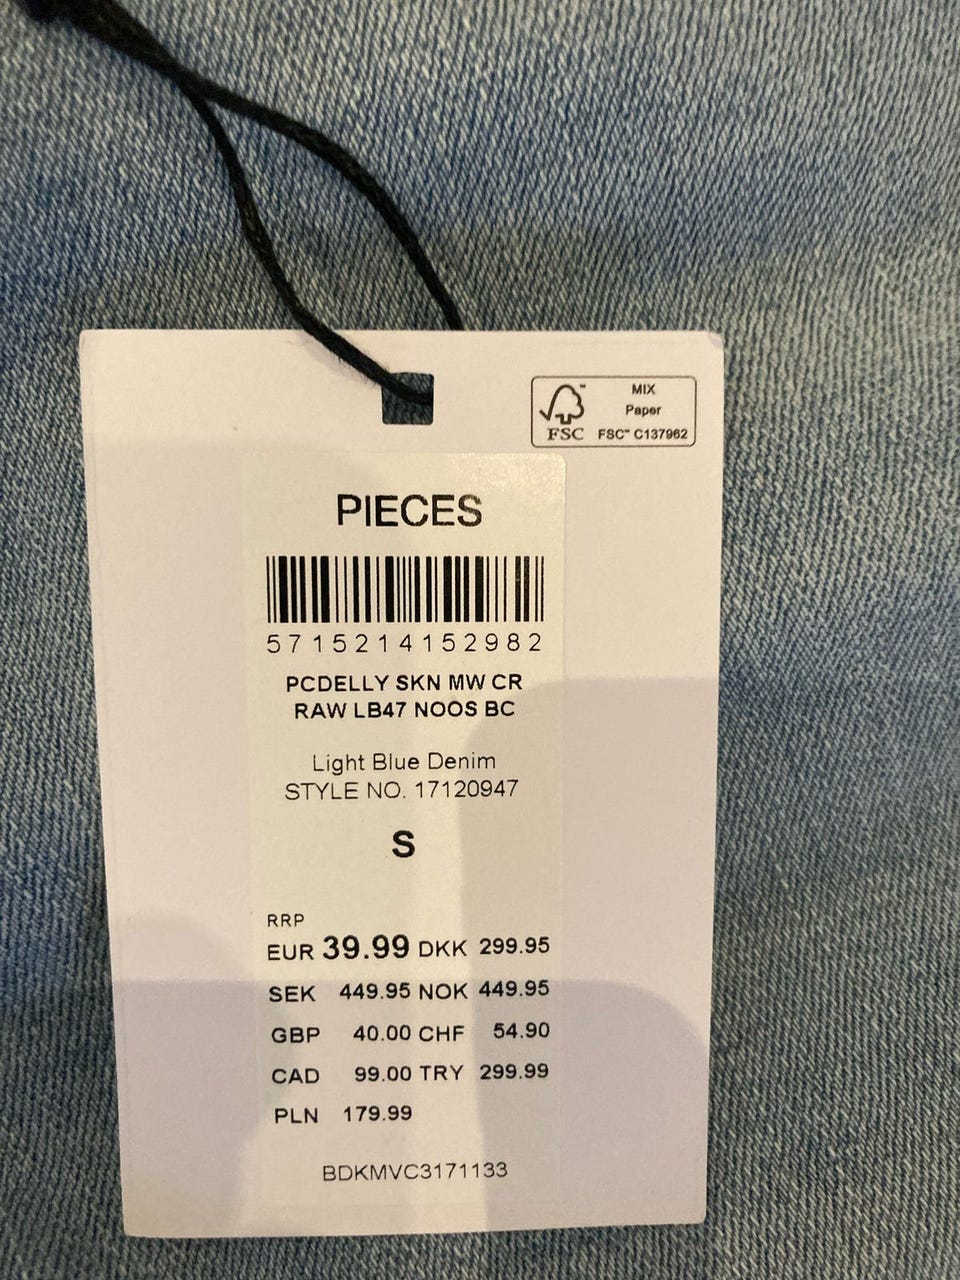 MIX
Paper
FSC™ FSC™ C137962
PIECES
5715214152982
PCDELLY SKN MW CR
RAW LB47 NOOS BC
Light Blue Denim
STYLE NO. 17120947
S
RRP
EUR 39.99 DKK 299.95
SEK 449.95 NOK 449.95
GBP 40.00 CHF 54.90
CAD 99.00 TRY 299.99
PLN 179.99
BDKMVC3171133